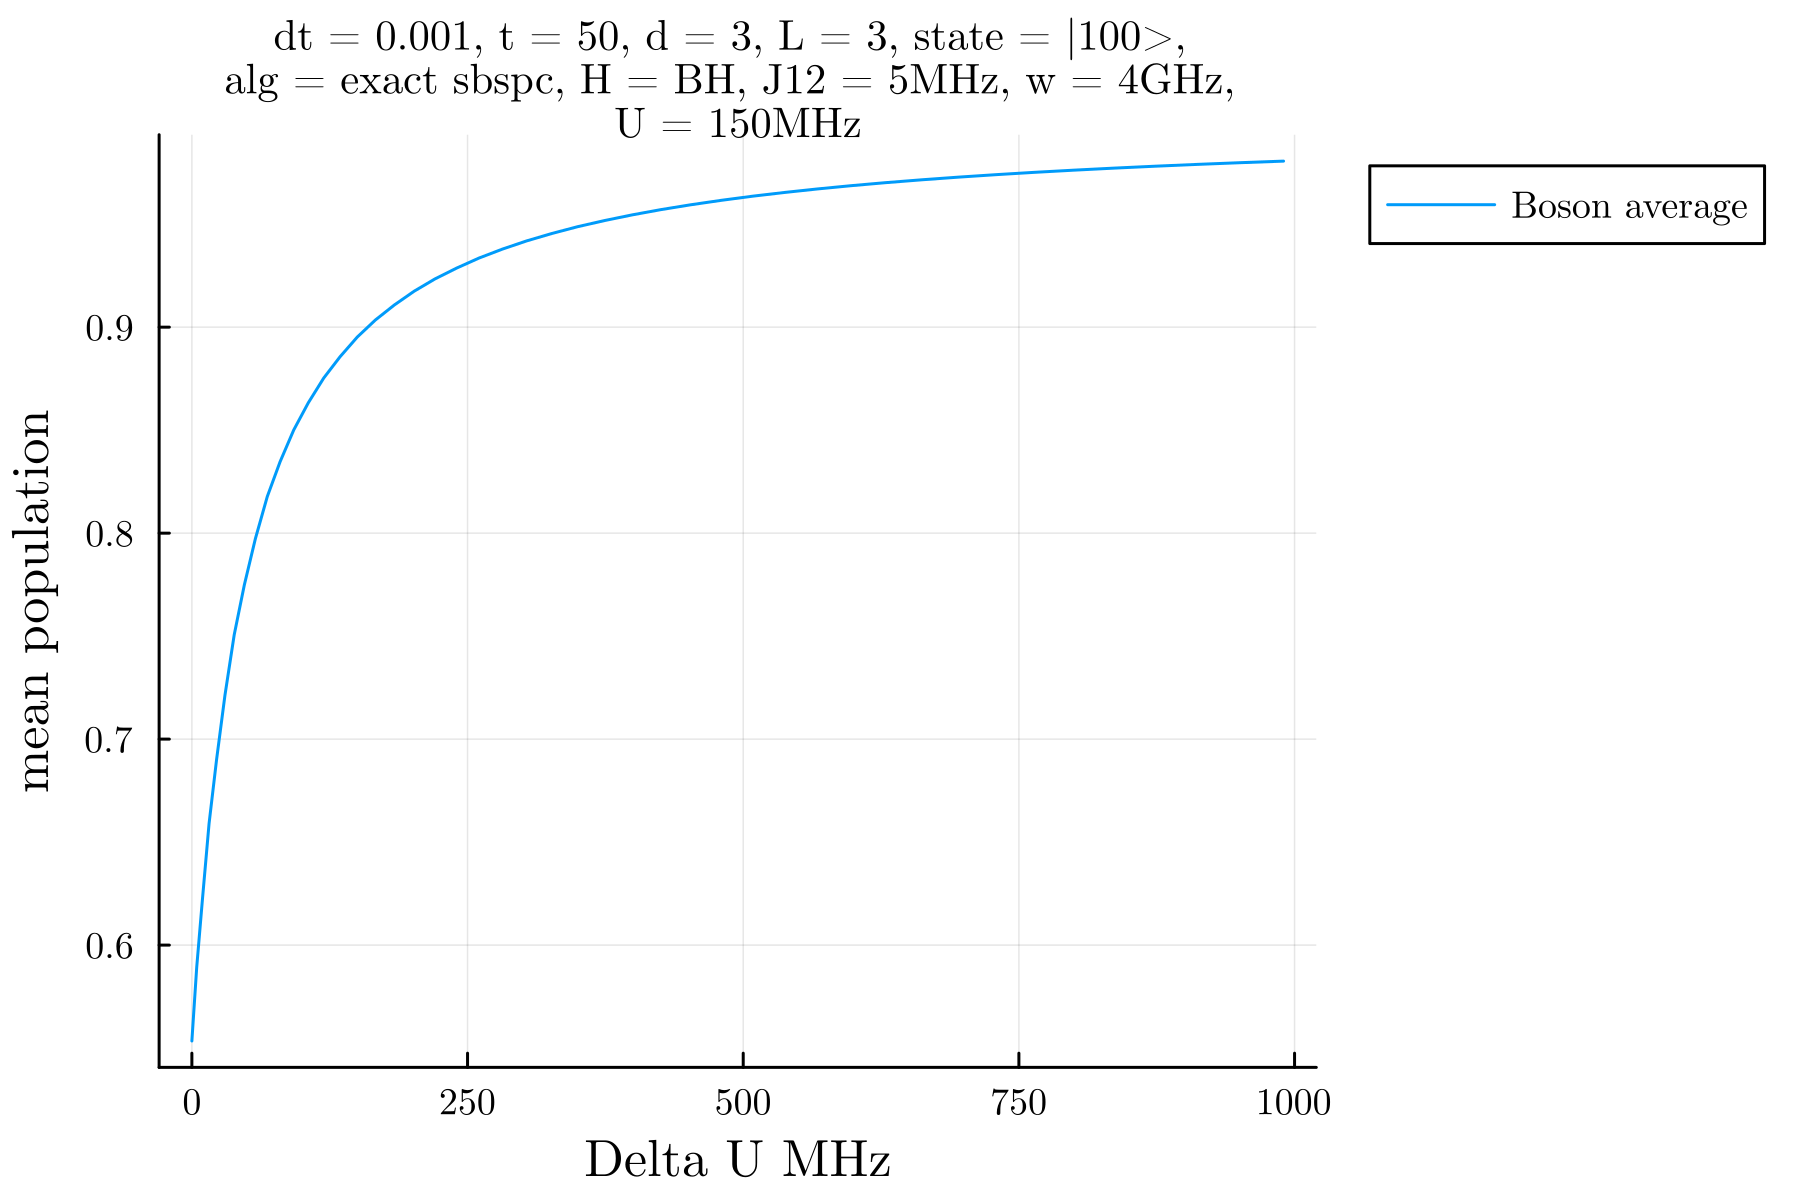 dt = 0.001, t = 50, d = 3, L = 3, state = |100>,
alg = exact sbspc, H = BH, J12 = 5MHz, w = 4GHz,
U = 150MHz
Boson average
mean population
0.9
0.8
0.7
0.6
0 250 500 750 1000
Delta U MHz